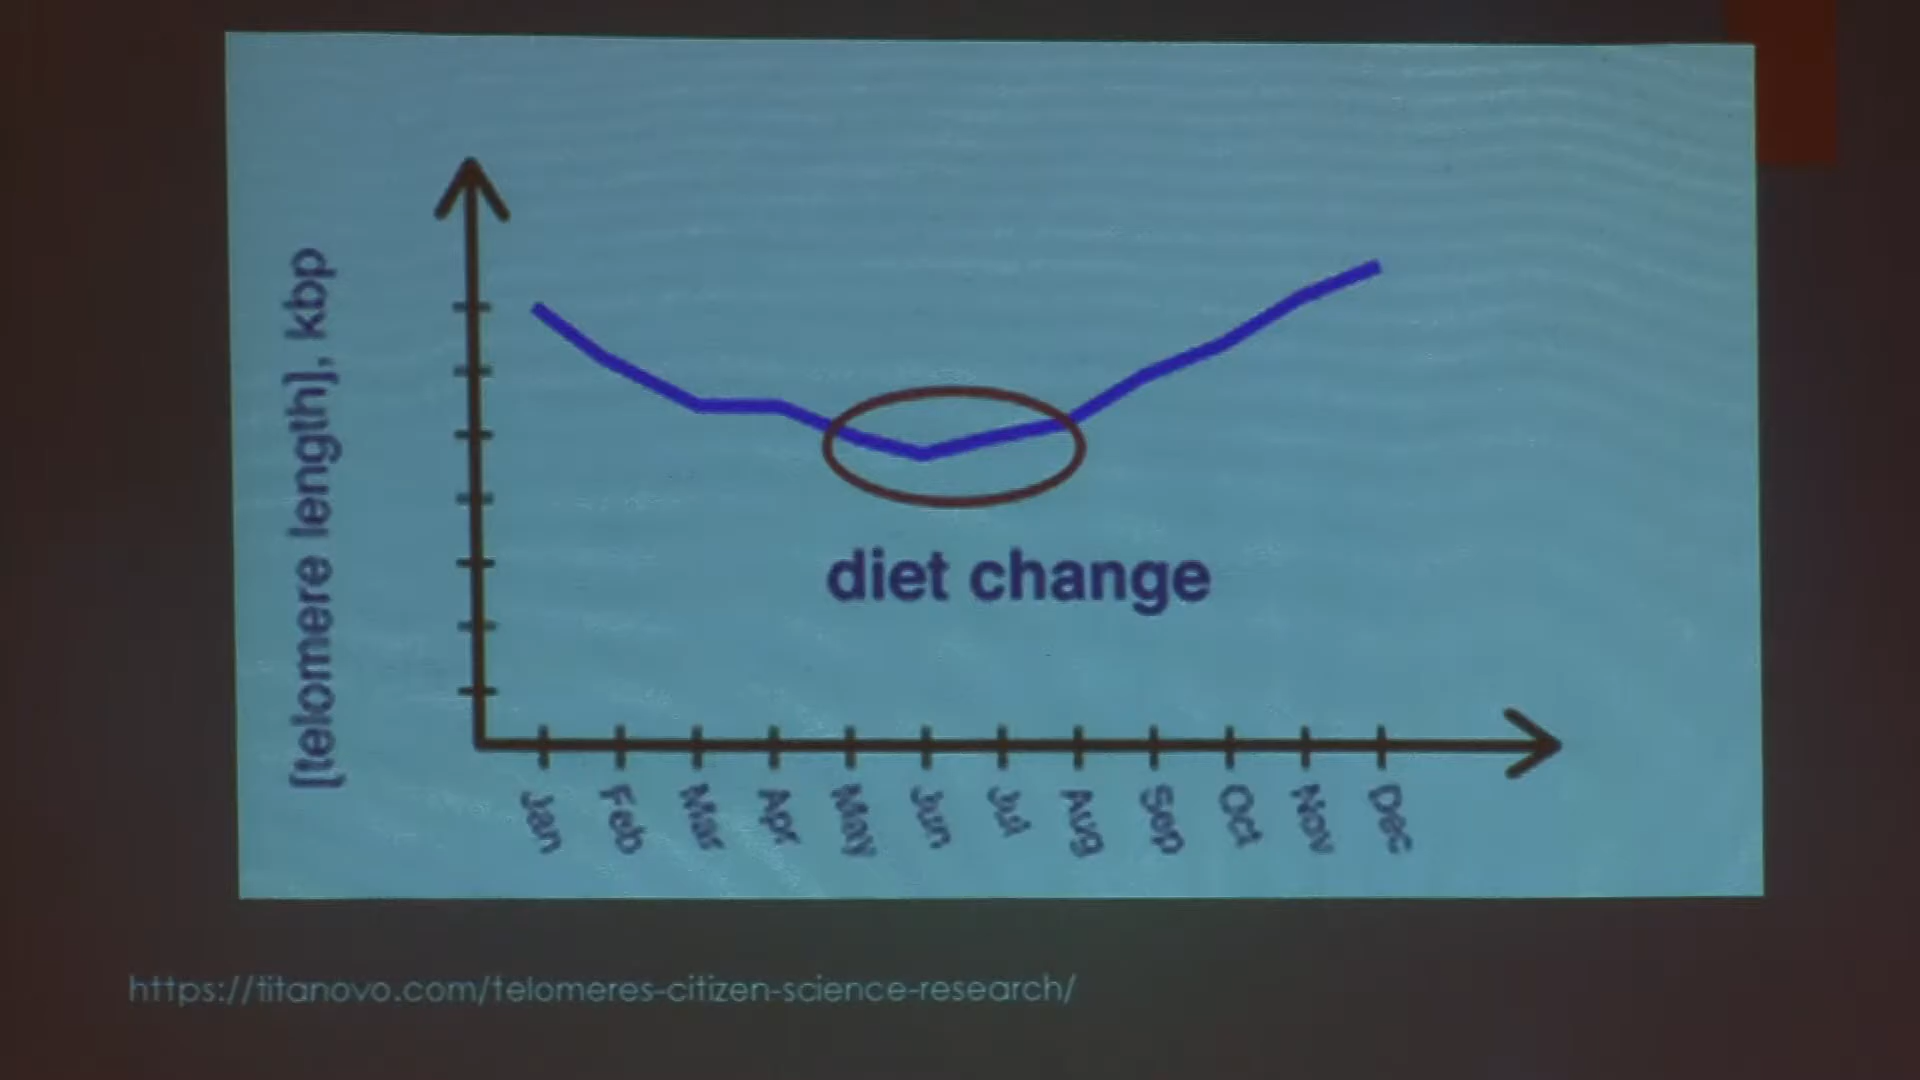 [telomere length], kbp
diet change
Jan
Feb
Mar
Apr
May
Jun
Jul
Aug
Sep
Oct
Nov
Dec
https://titanovo.com/telomeres-citizen-science-research/